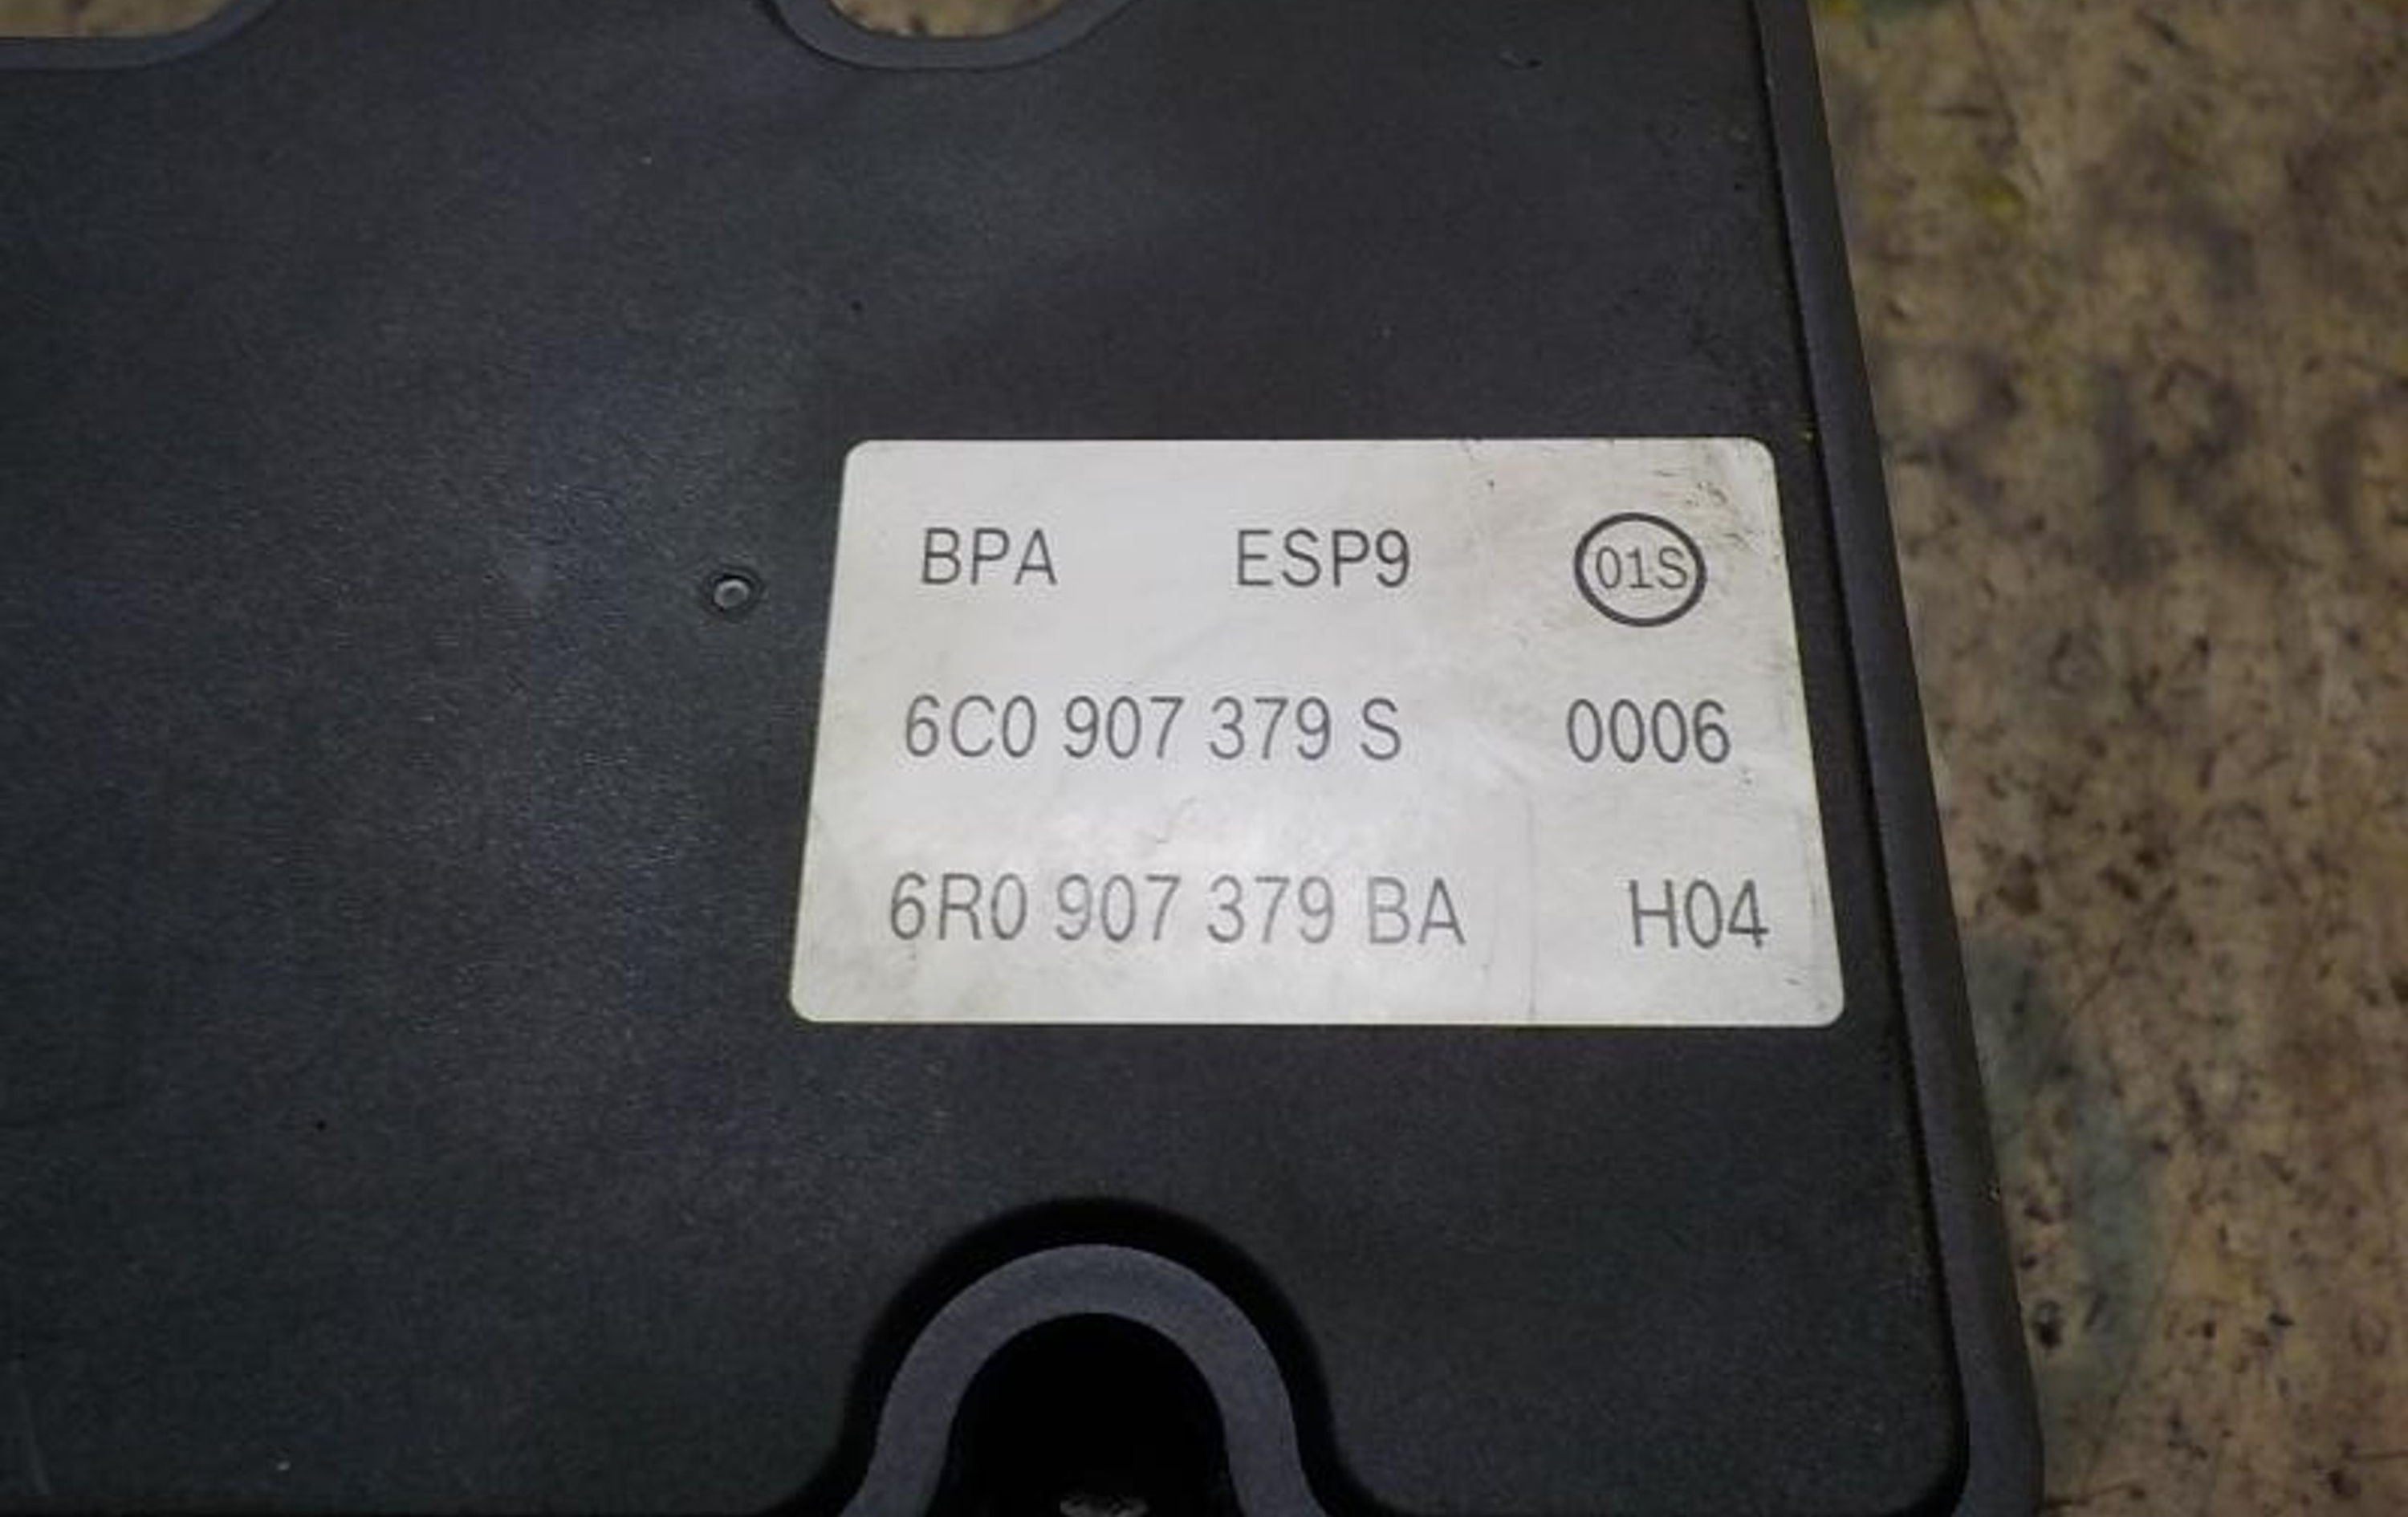 BPA ESP9 01S
6C0 907 379 S 0006
6R0 907 379 BA H04